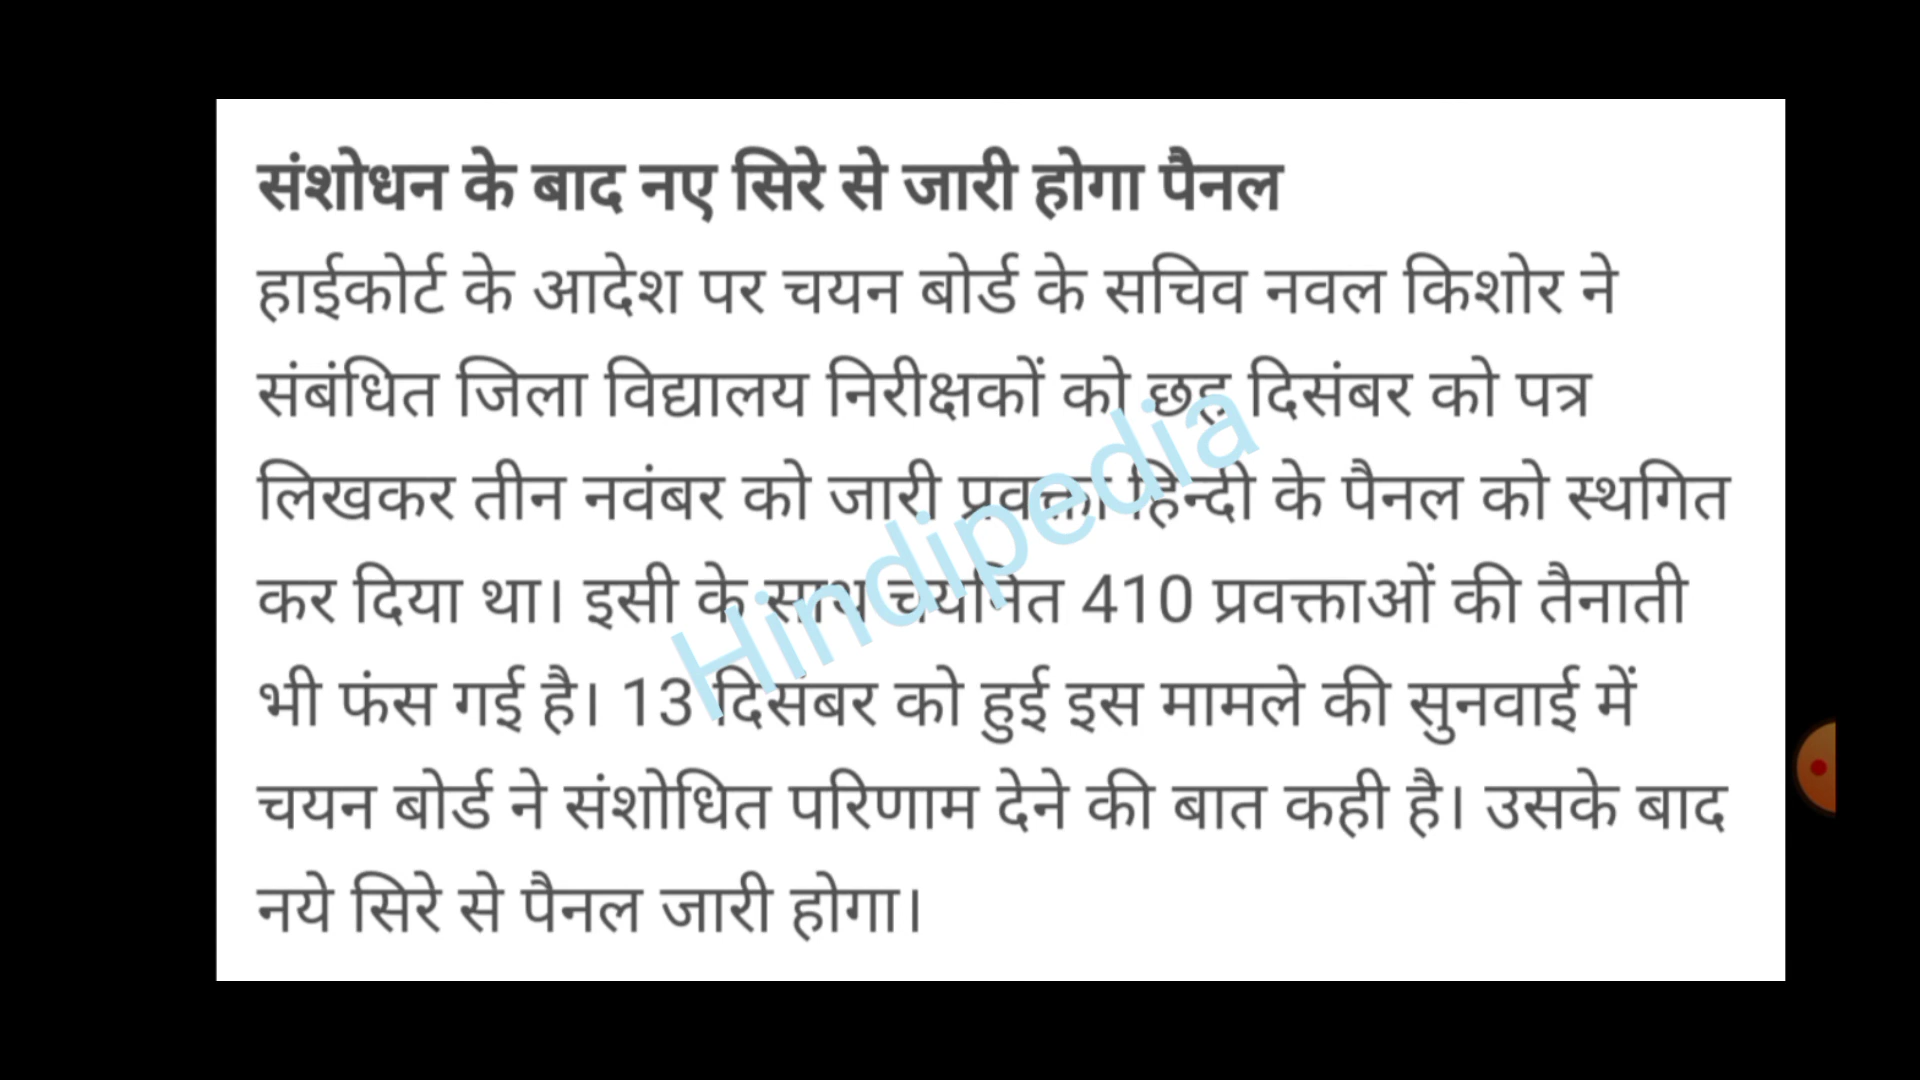 संशोधन के बाद नए सिरे से जारी होगा पैनल
हाईकोर्ट के आदेश पर चयन बोर्ड के सचिव नवल किशोर ने
संबंधित जिला विद्यालय निरीक्षकों को छह दिसंबर को पत्र
लिखकर तीन नवंबर को जारी प्रवक्ता हिन्दी के पैनल को स्थगित
कर दिया था। इसी के साथ चयनित 410 प्रवक्ताओं की तैनाती
भी फंस गई है। 13 दिसंबर को हुई इस मामले की सुनवाई में
चयन बोर्ड ने संशोधित परिणाम देने की बात कही है। उसके बाद
नये सिरे से पैनल जारी होगा।
Hindipedia